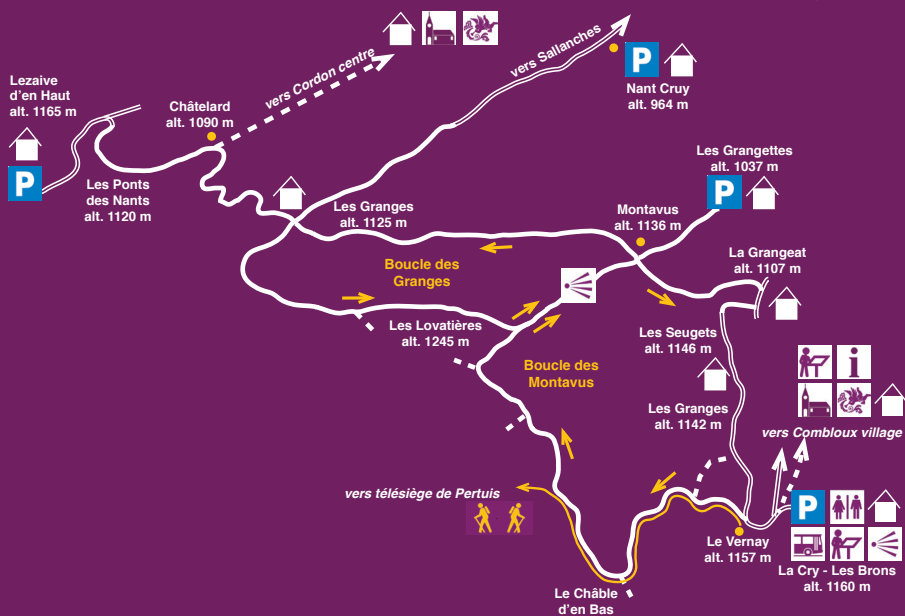 vers Cordon centre
vers Sallanches
P
Nant Cruy
alt. 964 m
Lezaive
d'en Haut
alt. 1165 m
P
Châtelard
alt. 1090 m
Les Ponts
des Nants
alt. 1120 m
Les Granges
alt. 1125 m
Les Grangettes
alt. 1037 m
P
Montavus
alt. 1136 m
La Grangeat
alt. 1107 m
Boucle des
Granges
Les Lovatières
alt. 1245 m
Les Seugets
alt. 1146 m
Boucle des
Montavus
i
Les Granges
alt. 1142 m
vers Combloux village
vers télésiège de Pertuis
P
Le Vernay
alt. 1157 m
La Cry - Les Brons
alt. 1160 m
Le Châble
d'en Bas